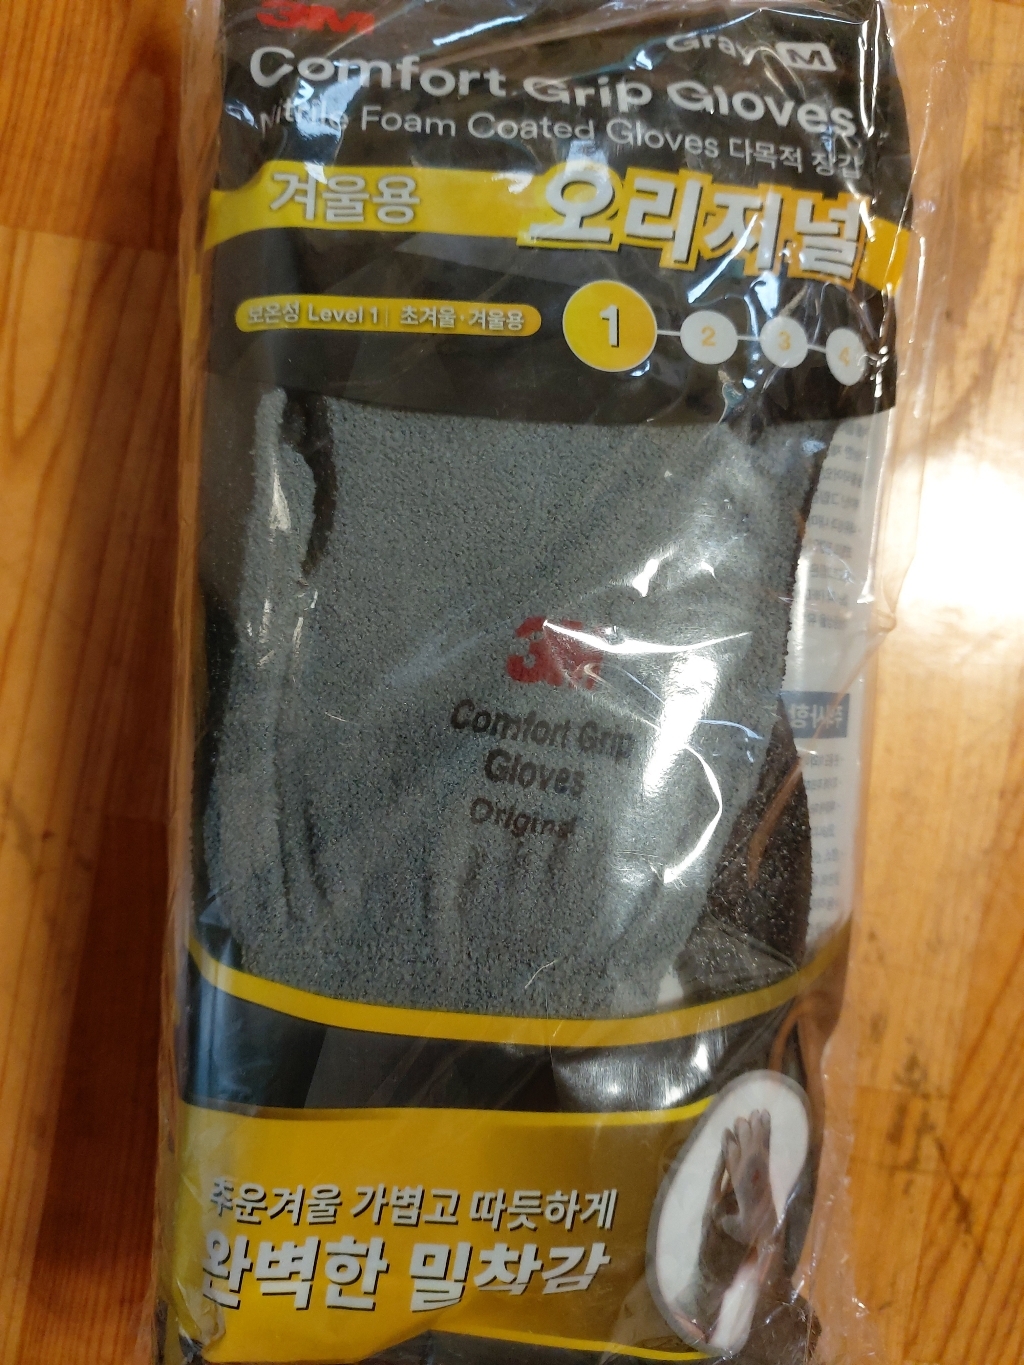 3M
Gray M
Comfort Grip Gloves
Nitrile Foam Coated Gloves 다목적 장갑
겨울용 오리지널
보온성 Level 1 | 초겨울·겨울용
1 2 3 4
3M
Comfort Grip
Gloves
Original
추운겨울 가볍고 따듯하게
완벽한 밀착감